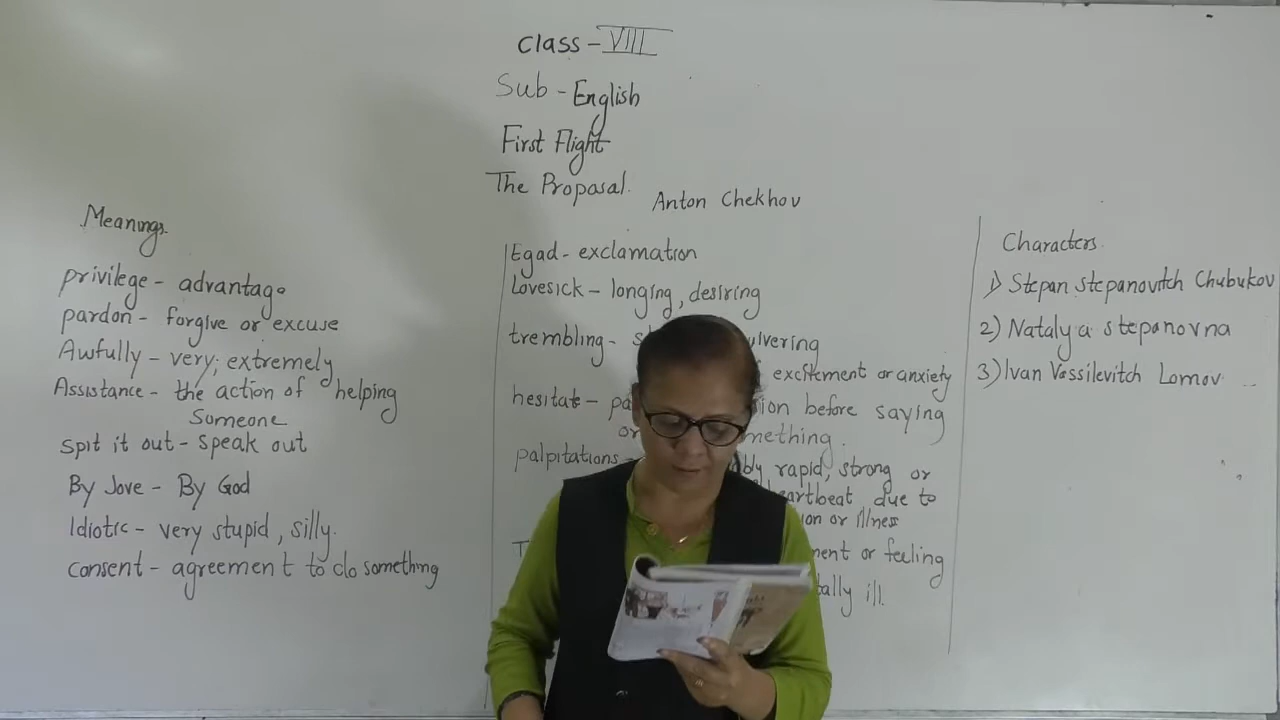 Class - VIII
Sub - English
First Flight
The Proposal.
Anton Chekhov
Meanings
privilege - advantage
pardon - forgive or excuse
Awfully - very; extremely
Assistance - the action of helping
Someone
Spit it out - speak out
By Jove - By God
Idiotic - very stupid, silly.
consent - agreement to do something
Egad - exclamation
Lovesick - longing, desiring
trembling -
excitement or anxiety
hesitate - before saying
or
palpitations - rapid, strong or
heartbeat due to
or illness
or feeling
ill.
Characters.
1) Stepan Stepanovitch Chubukov
2) Natalya stepanovna
3) Ivan Vassilevitch Lomov